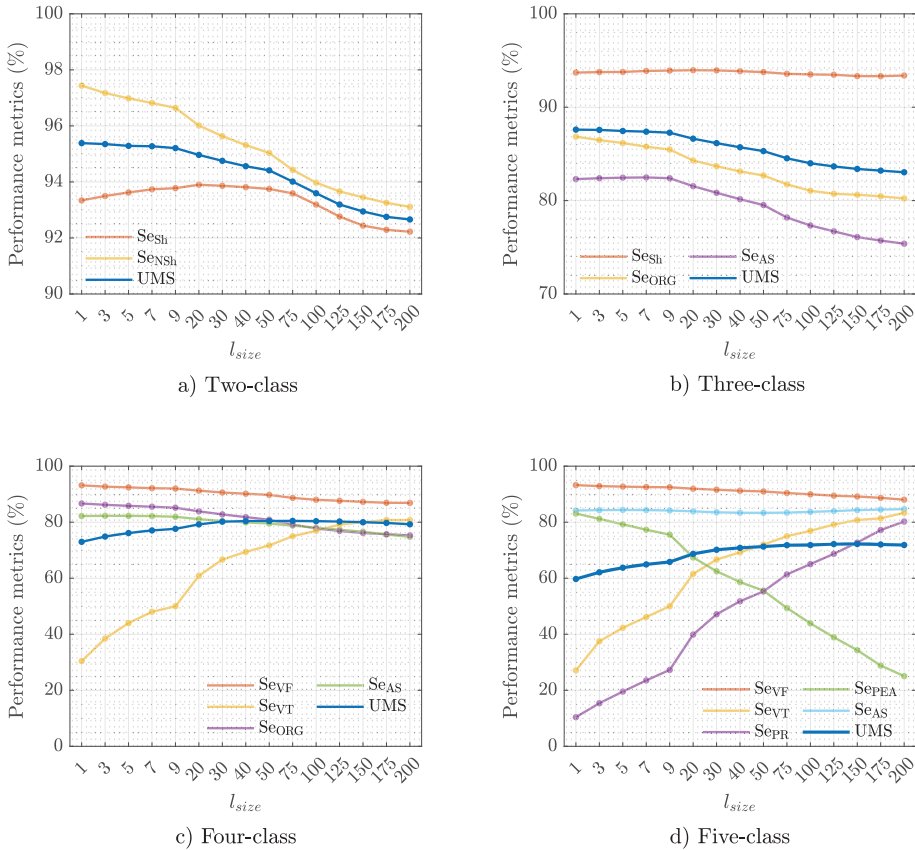 100
98
96
94
92
90
Performance metrics (%)
Se_Sh
Se_NSh
UMS
1 3 5 7 9 20 30 40 50 75 100 125 150 175 200
l_size
a) Two-class
100
90
80
70
Performance metrics (%)
Se_Sh Se_AS
Se_ORG UMS
1 3 5 7 9 20 30 40 50 75 100 125 150 175 200
l_size
b) Three-class
100
80
60
40
20
0
Performance metrics (%)
Se_VF Se_AS
Se_VT UMS
Se_ORG
1 3 5 7 9 20 30 40 50 75 100 125 150 175 200
l_size
c) Four-class
100
80
60
40
20
0
Performance metrics (%)
Se_VF Se_PEA
Se_VT Se_AS
Se_PR UMS
1 3 5 7 9 20 30 40 50 75 100 125 150 175 200
l_size
d) Five-class